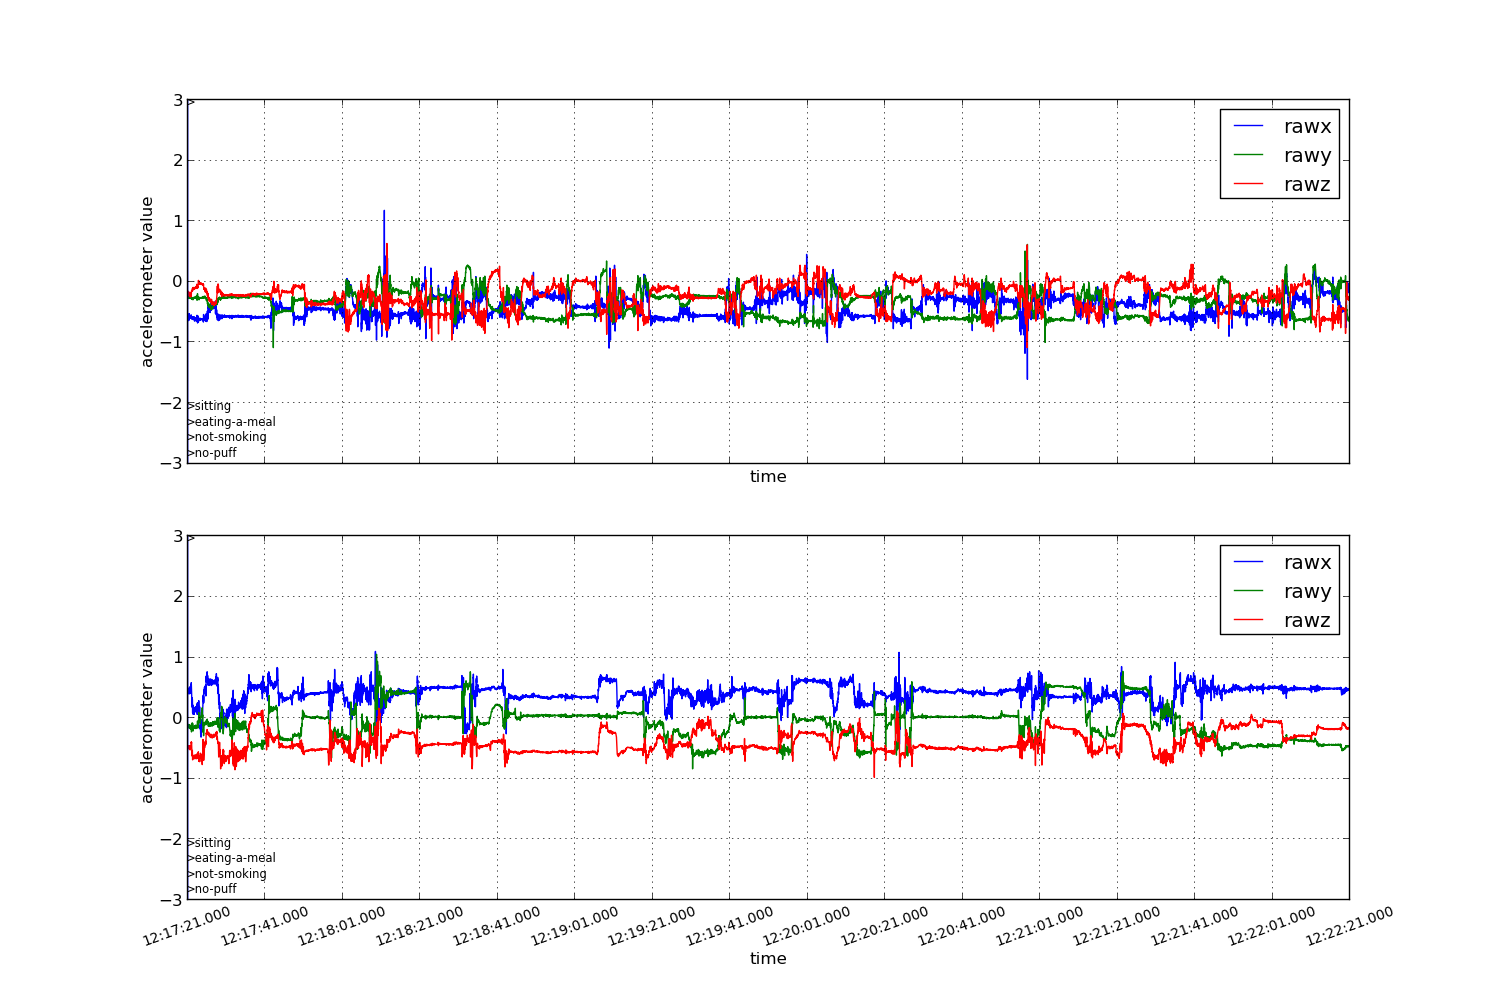 3
>
2
1
0
−1
−2
−3
accelerometer value
rawx
rawy
rawz
>sitting
>eating-a-meal
>not-smoking
>no-puff
time
3
>
2
1
0
−1
−2
−3
accelerometer value
rawx
rawy
rawz
>sitting
>eating-a-meal
>not-smoking
>no-puff
12:17:21.000 12:17:41.000 12:18:01.000 12:18:21.000 12:18:41.000 12:19:01.000 12:19:21.000 12:19:41.000 12:20:01.000 12:20:21.000 12:20:41.000 12:21:01.000 12:21:21.000 12:21:41.000 12:22:01.000 12:22:21.000
time